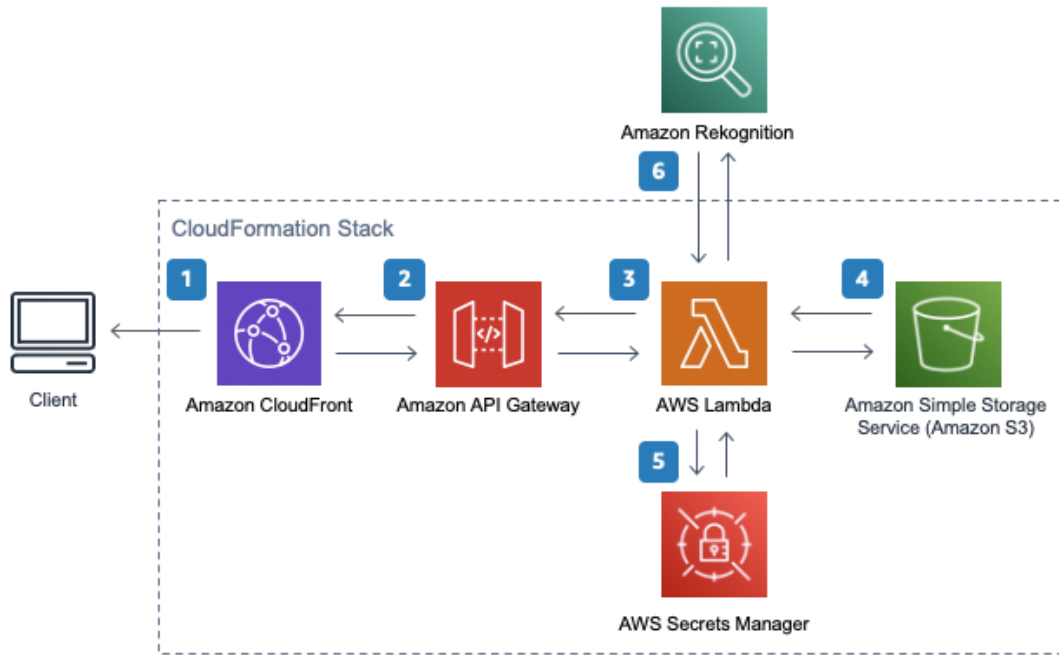 Amazon Rekognition
6
CloudFormation Stack
1
2
3
4
</>
Client
Amazon CloudFront
Amazon API Gateway
AWS Lambda
Amazon Simple Storage
Service (Amazon S3)
5
AWS Secrets Manager